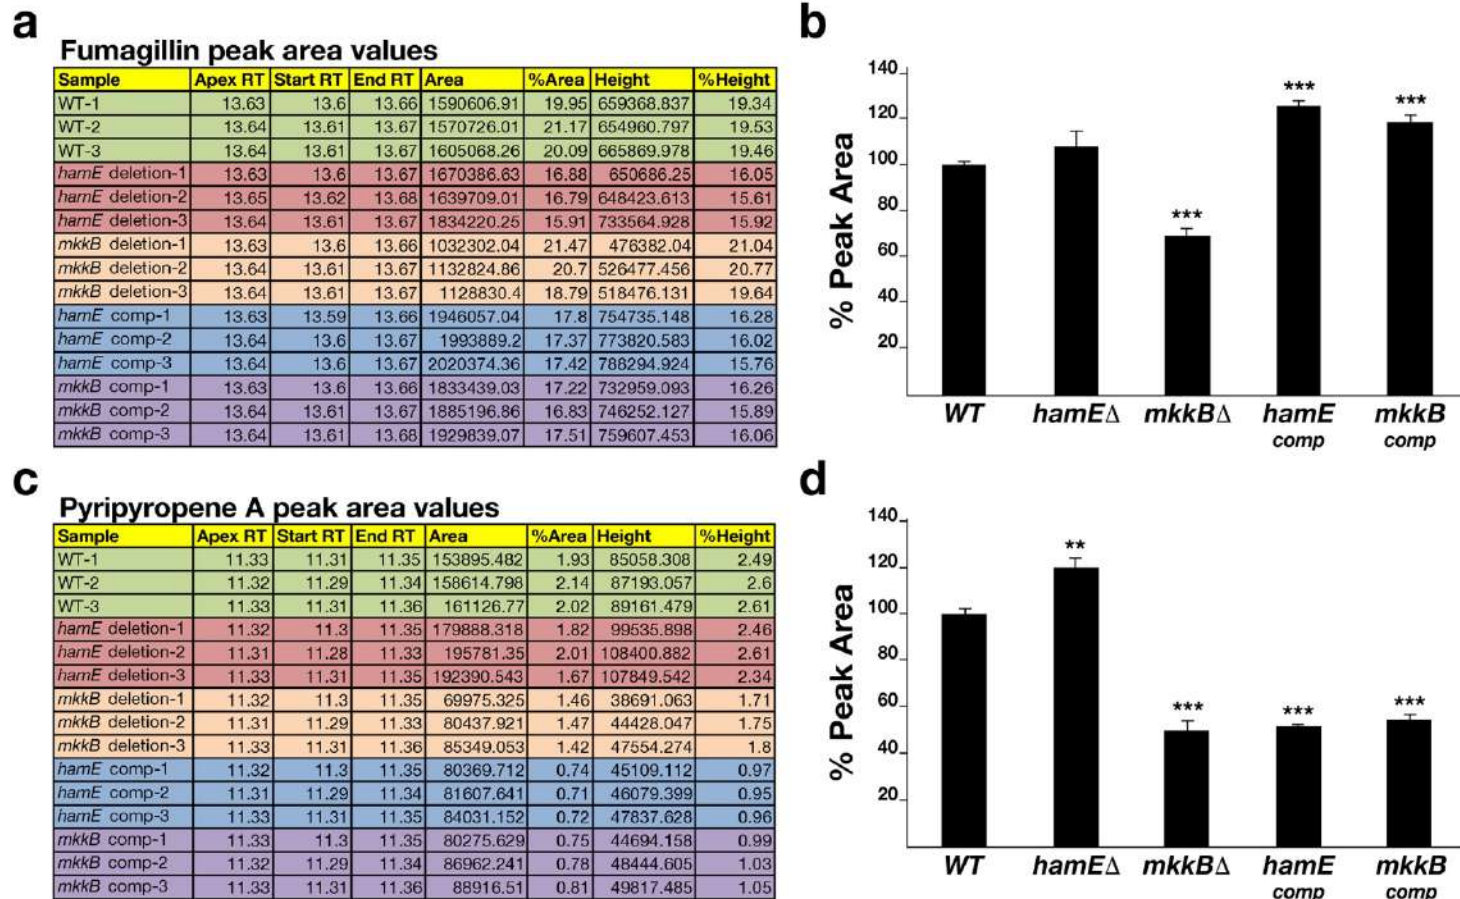 a
Fumagillin peak area values
Sample Apex RT Start RT End RT Area %Area Height %Height
WT-1 13.63 13.6 13.66 1590606.91 19.95 659368.837 19.34
WT-2 13.64 13.61 13.67 1570726.01 21.17 654960.797 19.53
WT-3 13.64 13.61 13.67 1605068.26 20.09 665869.978 19.46
hamE deletion-1 13.63 13.6 13.67 1670386.63 16.88 650686.25 16.05
hamE deletion-2 13.65 13.62 13.68 1639709.01 16.79 648423.613 15.61
hamE deletion-3 13.64 13.61 13.67 1834220.25 15.91 733564.928 15.92
mkkB deletion-1 13.63 13.6 13.66 1032302.04 21.47 476382.04 21.04
mkkB deletion-2 13.64 13.61 13.67 1132824.86 20.7 526477.456 20.77
mkkB deletion-3 13.64 13.61 13.67 1128830.4 18.79 518476.131 19.64
hamE comp-1 13.63 13.59 13.66 1946057.04 17.8 754735.148 16.28
hamE comp-2 13.64 13.6 13.67 1993889.2 17.37 773820.583 16.02
hamE comp-3 13.64 13.6 13.67 2020374.36 17.42 788294.924 15.76
mkkB comp-1 13.63 13.6 13.66 1833439.03 17.22 732959.093 16.26
mkkB comp-2 13.64 13.61 13.67 1885196.86 16.83 746252.127 15.89
mkkB comp-3 13.64 13.61 13.68 1929839.07 17.51 759607.453 16.06
b
% Peak Area
140
120
100
80
60
40
20
*** *** ***
WT hamEΔ mkkBΔ hamE mkkB
comp comp
c
Pyripyropene A peak area values
Sample Apex RT Start RT End RT Area %Area Height %Height
WT-1 11.33 11.31 11.35 153895.482 1.93 85058.308 2.49
WT-2 11.32 11.29 11.34 158614.798 2.14 87193.057 2.6
WT-3 11.33 11.31 11.36 161126.77 2.02 89161.479 2.61
hamE deletion-1 11.32 11.3 11.35 179888.318 1.82 99535.898 2.46
hamE deletion-2 11.31 11.28 11.33 195781.35 2.01 108400.882 2.61
hamE deletion-3 11.33 11.31 11.35 192390.543 1.67 107849.542 2.34
mkkB deletion-1 11.32 11.3 11.35 69975.325 1.46 38691.063 1.71
mkkB deletion-2 11.31 11.29 11.33 80437.921 1.47 44428.047 1.75
mkkB deletion-3 11.33 11.31 11.36 85349.053 1.42 47554.274 1.8
hamE comp-1 11.32 11.3 11.35 80369.712 0.74 45109.112 0.97
hamE comp-2 11.31 11.29 11.34 81607.641 0.71 46079.399 0.95
hamE comp-3 11.33 11.31 11.35 84031.152 0.72 47837.628 0.96
mkkB comp-1 11.33 11.3 11.35 80275.629 0.75 44694.158 0.99
mkkB comp-2 11.32 11.29 11.34 86962.241 0.78 48444.605 1.03
mkkB comp-3 11.33 11.31 11.36 88916.51 0.81 49817.485 1.05
d
% Peak Area
140
120
100
80
60
40
20
** *** *** ***
WT hamEΔ mkkBΔ hamE mkkB
comp comp